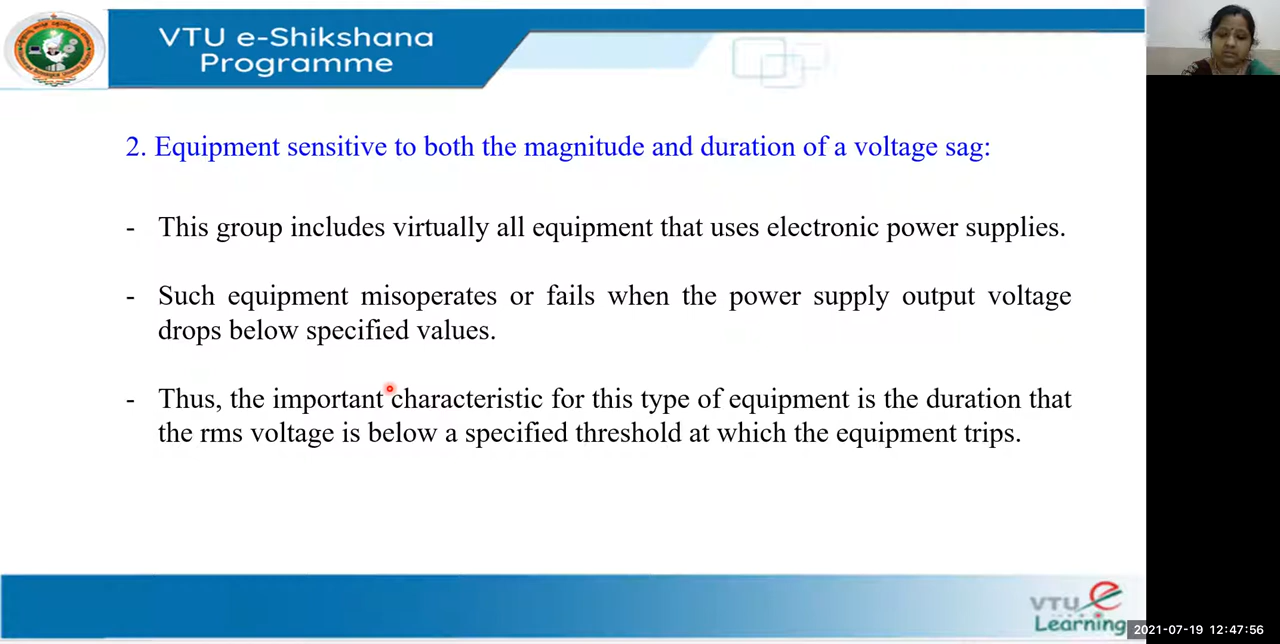 VTU e-Shikshana
Programme
2. Equipment sensitive to both the magnitude and duration of a voltage sag:
- This group includes virtually all equipment that uses electronic power supplies.
- Such equipment misoperates or fails when the power supply output voltage
drops below specified values.
- Thus, the important characteristic for this type of equipment is the duration that
the rms voltage is below a specified threshold at which the equipment trips.
VTU e
Learning
2021-07-19 12:47:56